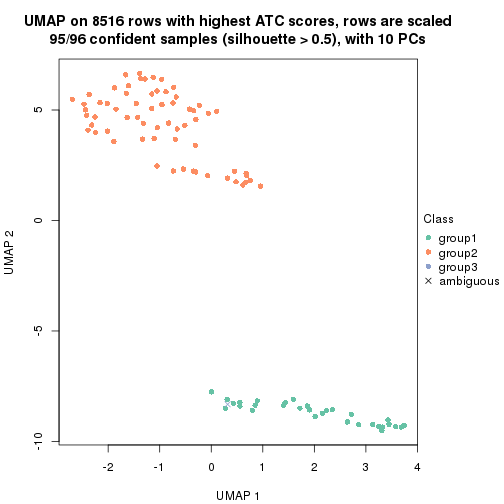 UMAP on 8516 rows with highest ATC scores, rows are scaled
95/96 confident samples (silhouette > 0.5), with 10 PCs
5
0
-5
-10
UMAP 2
-2
-1
0
1
2
3
4
UMAP 1
Class
group1
group2
group3
ambiguous